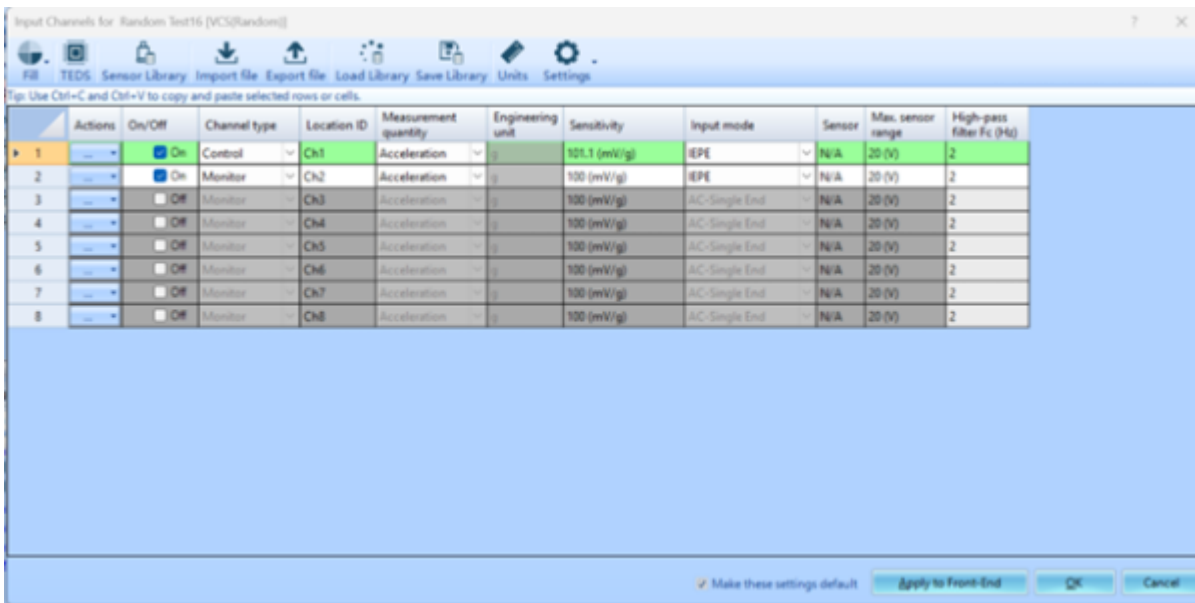 Input Channels for Random Test16 [VCS(Random)] ?
Fill TEDS Sensor Library Import file Export file Load Library Save Library Units Settings
Tip: Use Ctrl+C and Ctrl+V to copy and paste selected rows or cells.
Actions On/Off Channel type Location ID Measurement quantity Engineering unit Sensitivity Input mode Sensor Max. sensor range High-pass filter Fc (Hz)
1 ... On Control Ch1 Acceleration g 101.1 (mV/g) IEPE N/A 20 (V) 2
2 ... On Monitor Ch2 Acceleration g 100 (mV/g) IEPE N/A 20 (V) 2
3 ... Off Monitor Ch3 Acceleration g 100 (mV/g) AC-Single End N/A 20 (V) 2
4 ... Off Monitor Ch4 Acceleration g 100 (mV/g) AC-Single End N/A 20 (V) 2
5 ... Off Monitor Ch5 Acceleration g 100 (mV/g) AC-Single End N/A 20 (V) 2
6 ... Off Monitor Ch6 Acceleration g 100 (mV/g) AC-Single End N/A 20 (V) 2
7 ... Off Monitor Ch7 Acceleration g 100 (mV/g) AC-Single End N/A 20 (V) 2
8 ... Off Monitor Ch8 Acceleration g 100 (mV/g) AC-Single End N/A 20 (V) 2
Make these settings default Apply to Front-End OK Cancel